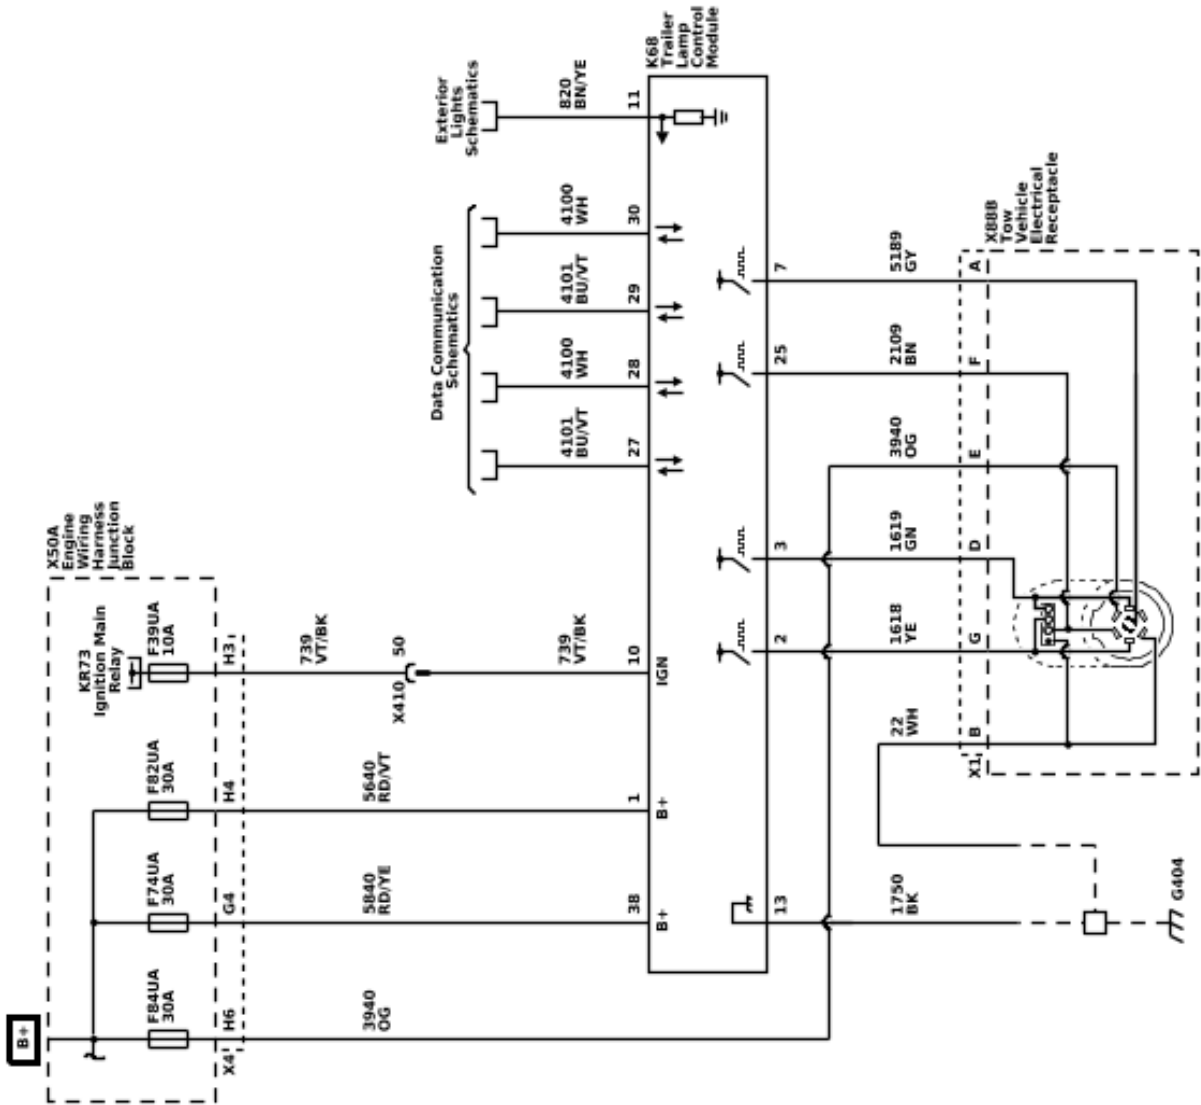 B+
X50A
Engine
Wiring
Harness
Junction
Block
F84UA
30A
F74UA
30A
F82UA
30A
KR73
Ignition Main
Relay
F39UA
10A
X4
H6
G4
H4
H3
3940
OG
5840
RD/YE
5640
RD/VT
739
VT/BK
X410
50
739
VT/BK
Data Communication
Schematics
Exterior
Lights
Schematics
4101
BU/VT
4100
WH
4101
BU/VT
4100
WH
820
BN/YE
38
1
10
27
28
29
30
11
K68
Trailer
Lamp
Control
Module
B+
B+
IGN
13
2
3
25
7
1750
BK
22
WH
1618
YE
1619
GN
3940
OG
2109
BN
5189
GY
X1
B
G
D
E
F
A
X88B
Tow
Vehicle
Electrical
Receptacle
G404